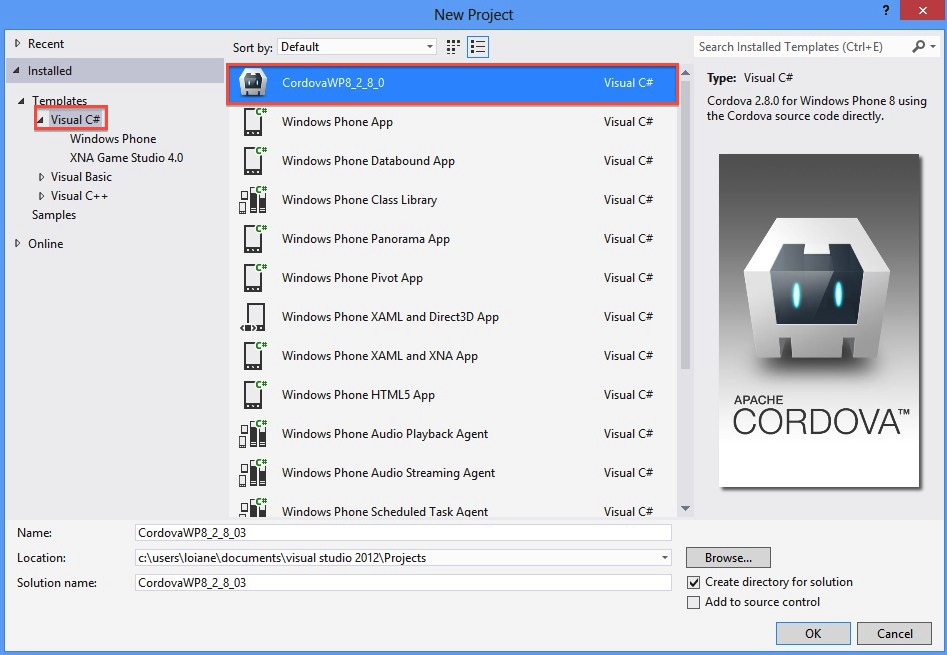 New Project
?
Recent
Installed
Templates
Visual C#
Windows Phone
XNA Game Studio 4.0
Visual Basic
Visual C++
Samples
Online
Sort by: Default
Search Installed Templates (Ctrl+E)
CordovaWP8_2_8_0 Visual C#
Windows Phone App Visual C#
Windows Phone Databound App Visual C#
Windows Phone Class Library Visual C#
Windows Phone Panorama App Visual C#
Windows Phone Pivot App Visual C#
Windows Phone XAML and Direct3D App Visual C#
Windows Phone XAML and XNA App Visual C#
Windows Phone HTML5 App Visual C#
Windows Phone Audio Playback Agent Visual C#
Windows Phone Audio Streaming Agent Visual C#
Windows Phone Scheduled Task Agent Visual C#
Type: Visual C#
Cordova 2.8.0 for Windows Phone 8 using
the Cordova source code directly.
APACHE
CORDOVA™
Name: CordovaWP8_2_8_03
Location: c:\users\loiane\documents\visual studio 2012\Projects
Browse...
Solution name: CordovaWP8_2_8_03
Create directory for solution
Add to source control
OK
Cancel